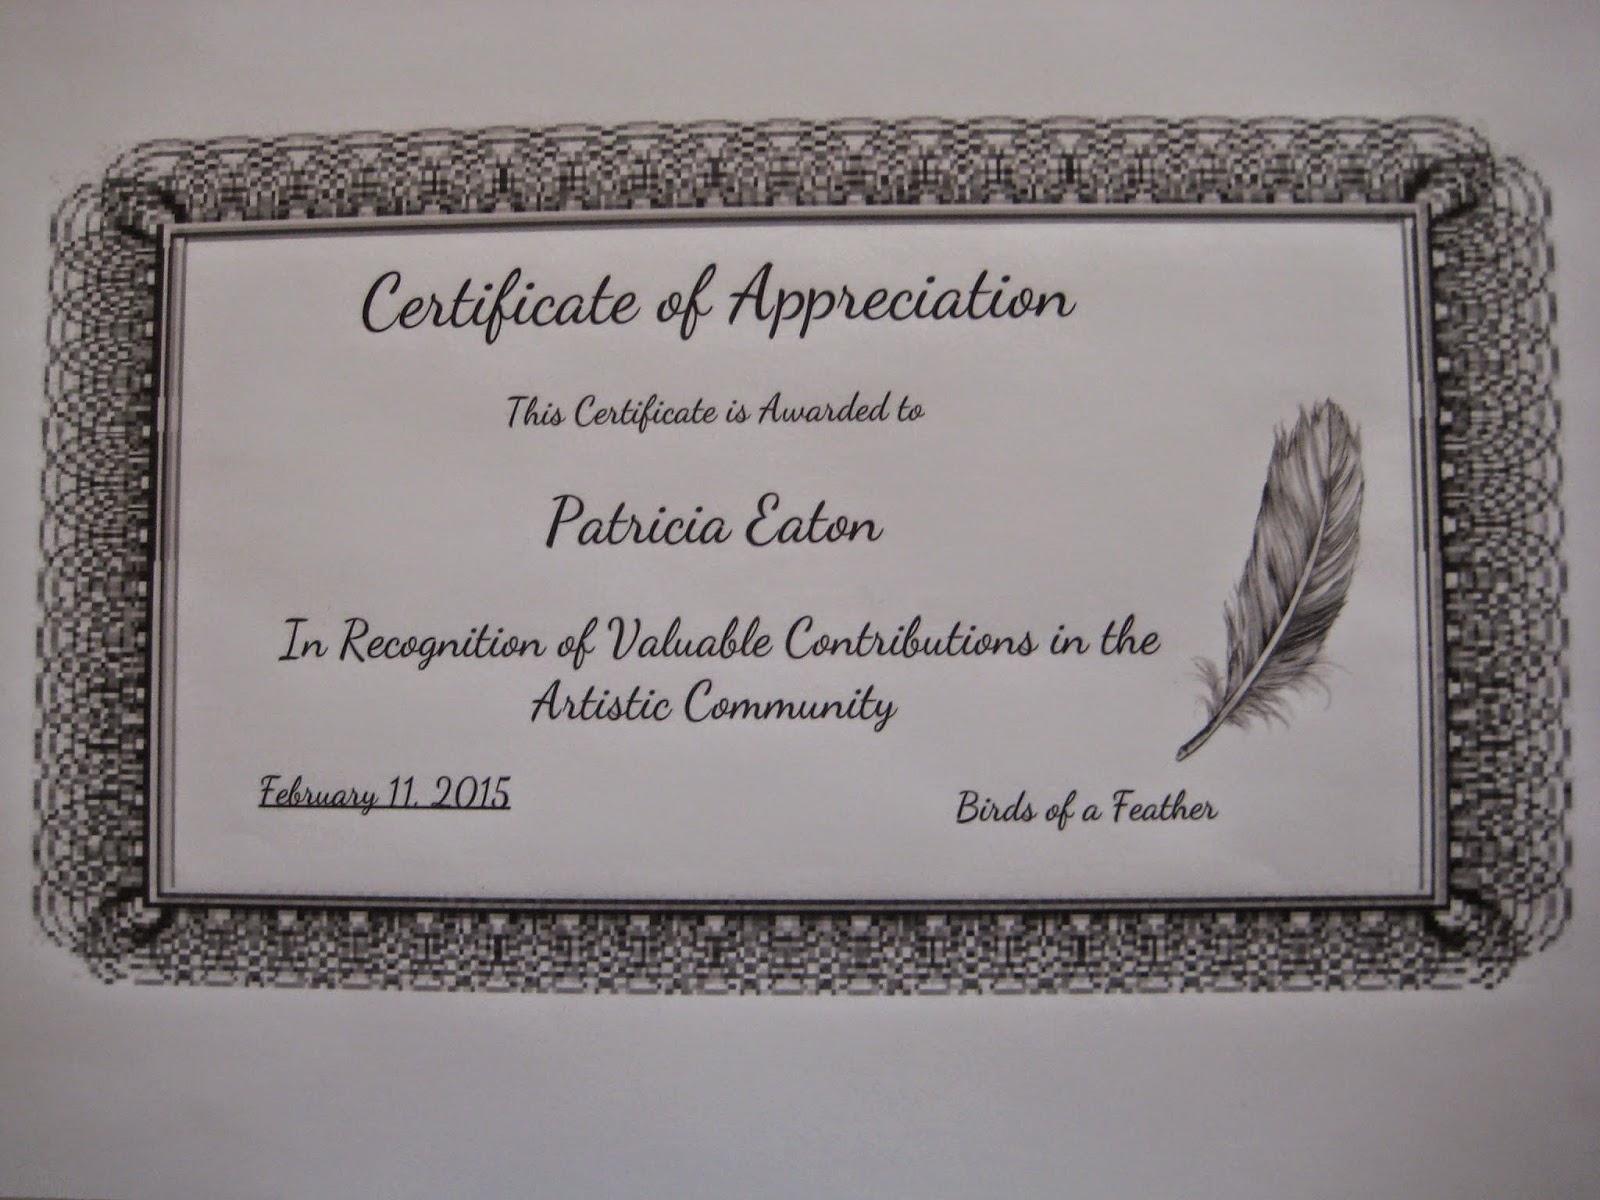 Certificate of Appreciation
This Certificate is Awarded to
Patricia Eaton
In Recognition of Valuable Contributions in the
Artistic Community
February 11, 2015
Birds of a Feather